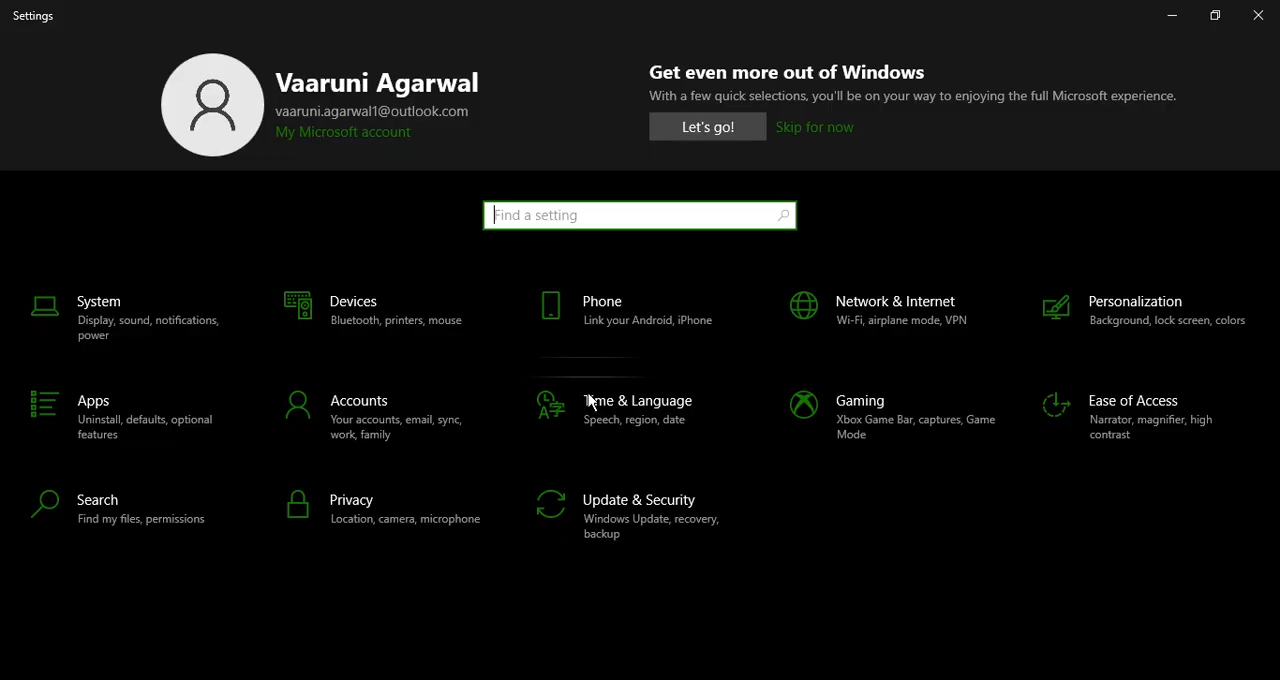 Settings
Vaaruni Agarwal
vaaruni.agarwal1@outlook.com
My Microsoft account
Get even more out of Windows
With a few quick selections, you'll be on your way to enjoying the full Microsoft experience.
Let's go!
Skip for now
Find a setting
System
Display, sound, notifications,
power
Devices
Bluetooth, printers, mouse
Phone
Link your Android, iPhone
Network & Internet
Wi-Fi, airplane mode, VPN
Personalization
Background, lock screen, colors
Apps
Uninstall, defaults, optional
features
Accounts
Your accounts, email, sync,
work, family
Time & Language
Speech, region, date
Gaming
Xbox Game Bar, captures, Game
Mode
Ease of Access
Narrator, magnifier, high
contrast
Search
Find my files, permissions
Privacy
Location, camera, microphone
Update & Security
Windows Update, recovery,
backup